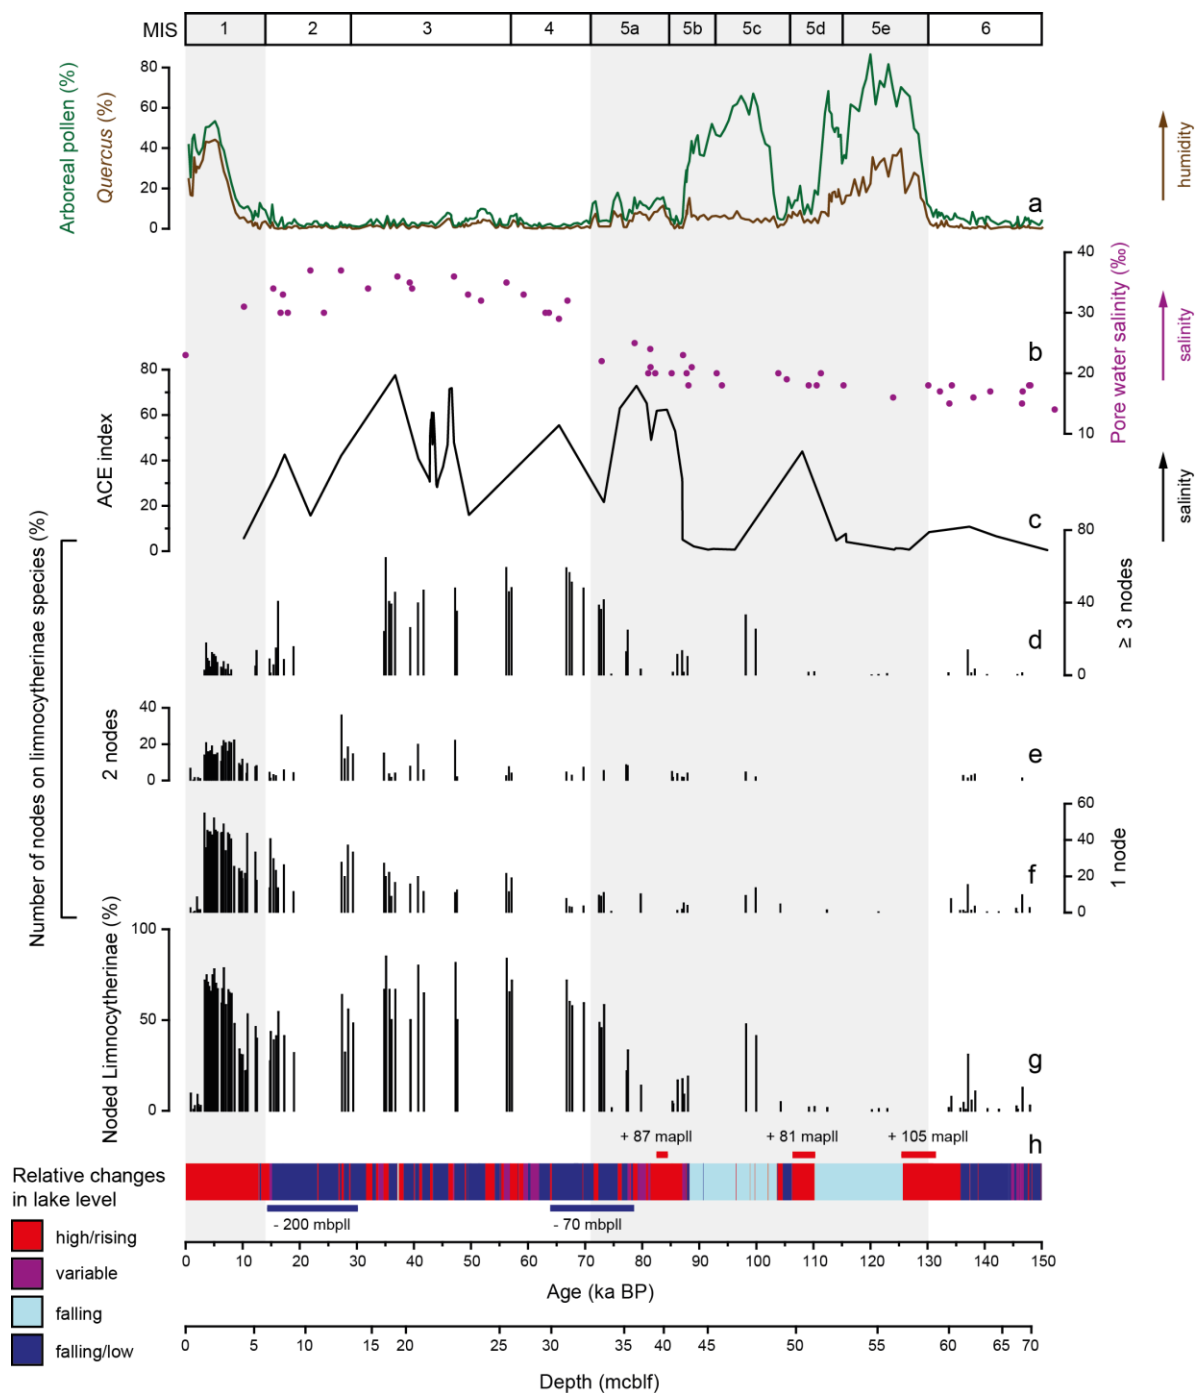 MIS 1 2 3 4 5a 5b 5c 5d 5e 6
Arboreal pollen (%)
Quercus (%)
80
60
40
20
0
a
humidity
40
30
20
10
Pore water salinity (‰)
b
salinity
ACE index
80
60
40
20
0
c
salinity
Number of nodes on limnocytherinae species (%)
80
40
0
≥ 3 nodes
d
2 nodes
40
20
0
e
60
40
20
0
1 node
f
Noded Limnocytherinae (%)
100
50
0
g
+ 87 mapll + 81 mapll + 105 mapll
h
Relative changes
in lake level
high/rising
variable
falling
falling/low
- 200 mbpll - 70 mbpll
0 10 20 30 40 50 60 70 80 90 100 110 120 130 140 150
Age (ka BP)
0 5 10 15 20 30 35 40 45 50 55 60 65 70
Depth (mcblf)